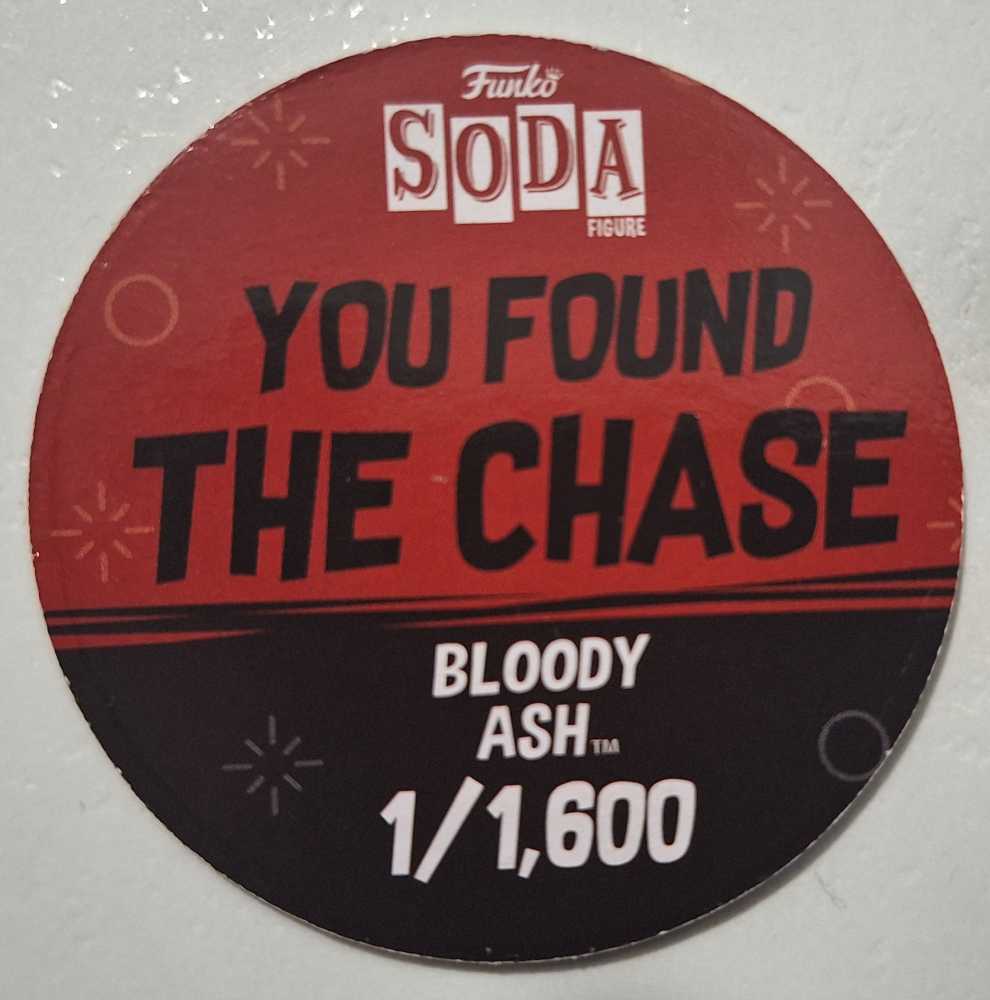 Funko
SODA
FIGURE
YOU FOUND
THE CHASE
BLOODY
ASH™
1/1,600